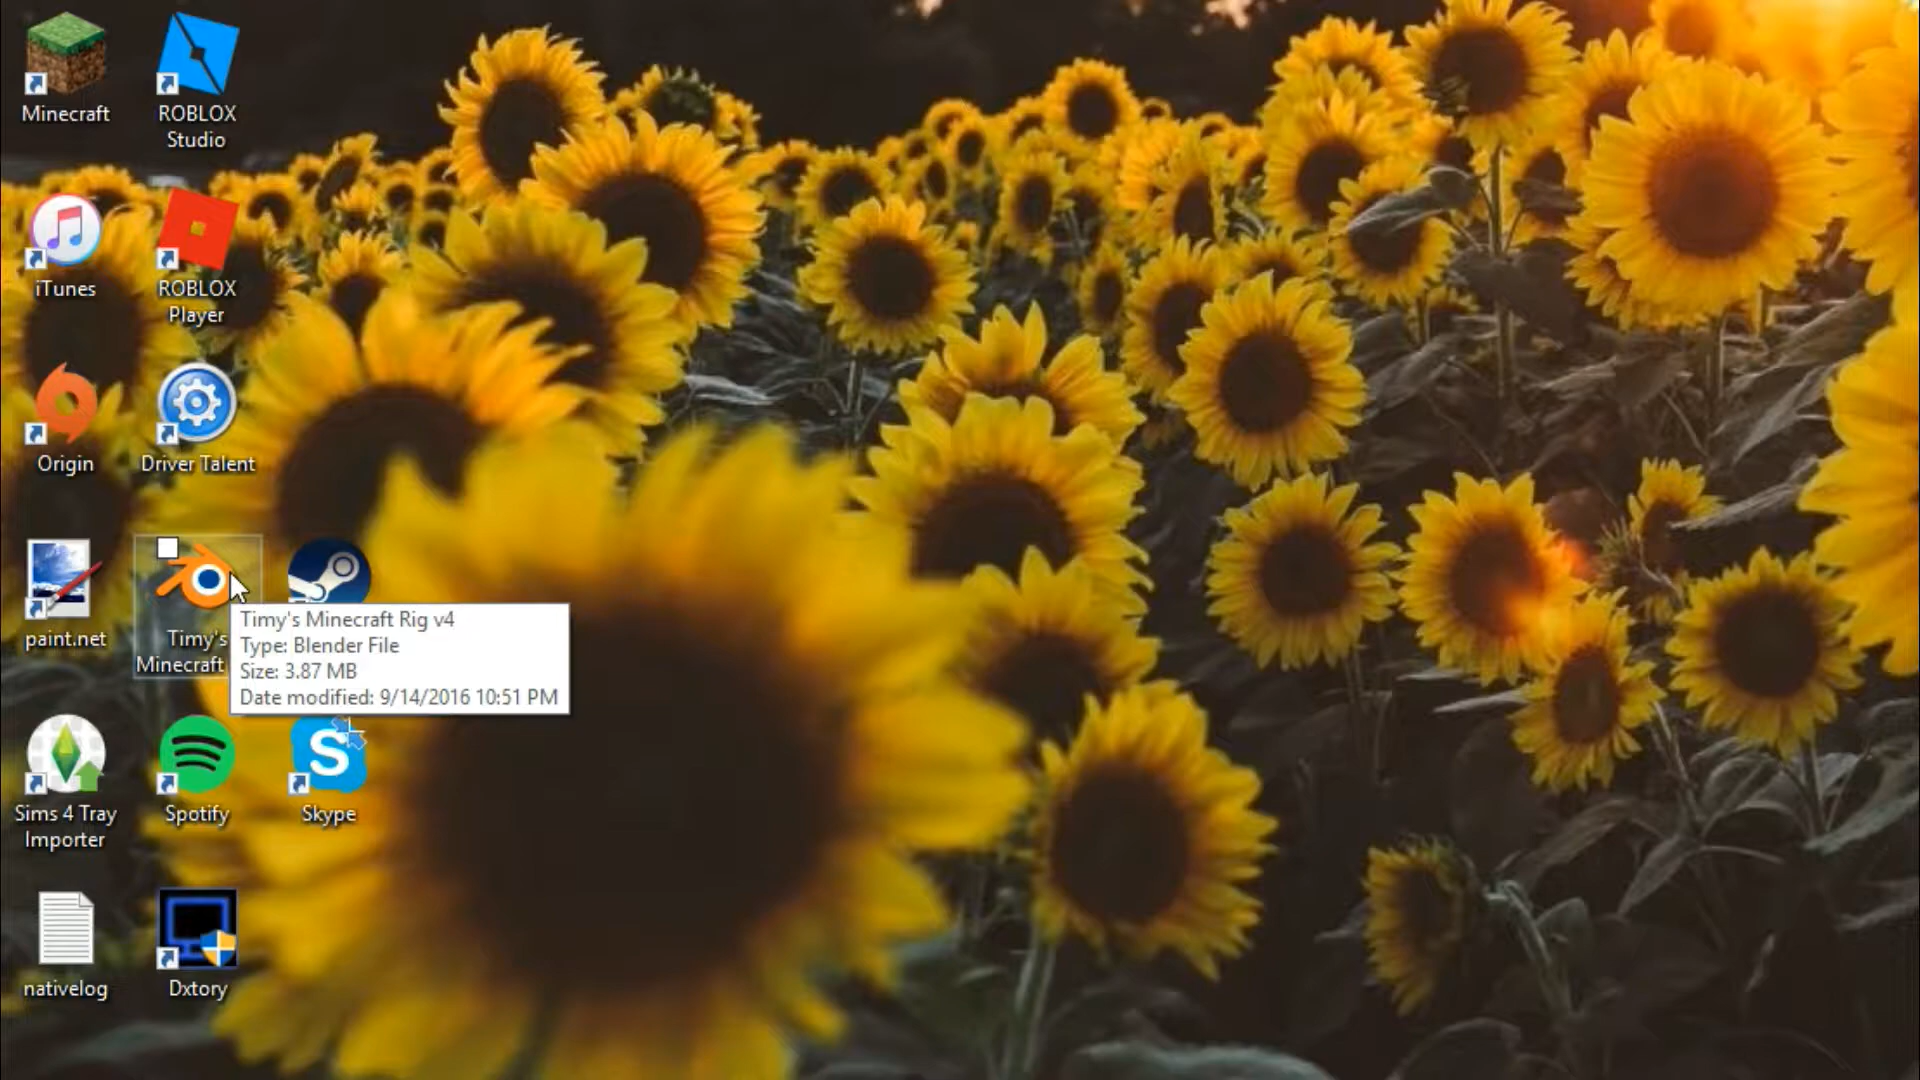 Minecraft
ROBLOX
Studio
iTunes
ROBLOX
Player
Origin
Driver Talent
paint.net
Timy's
Minecraft
Timy's Minecraft Rig v4
Type: Blender File
Size: 3.87 MB
Date modified: 9/14/2016 10:51 PM
Sims 4 Tray
Importer
Spotify
S
Skype
nativelog
Dxtory